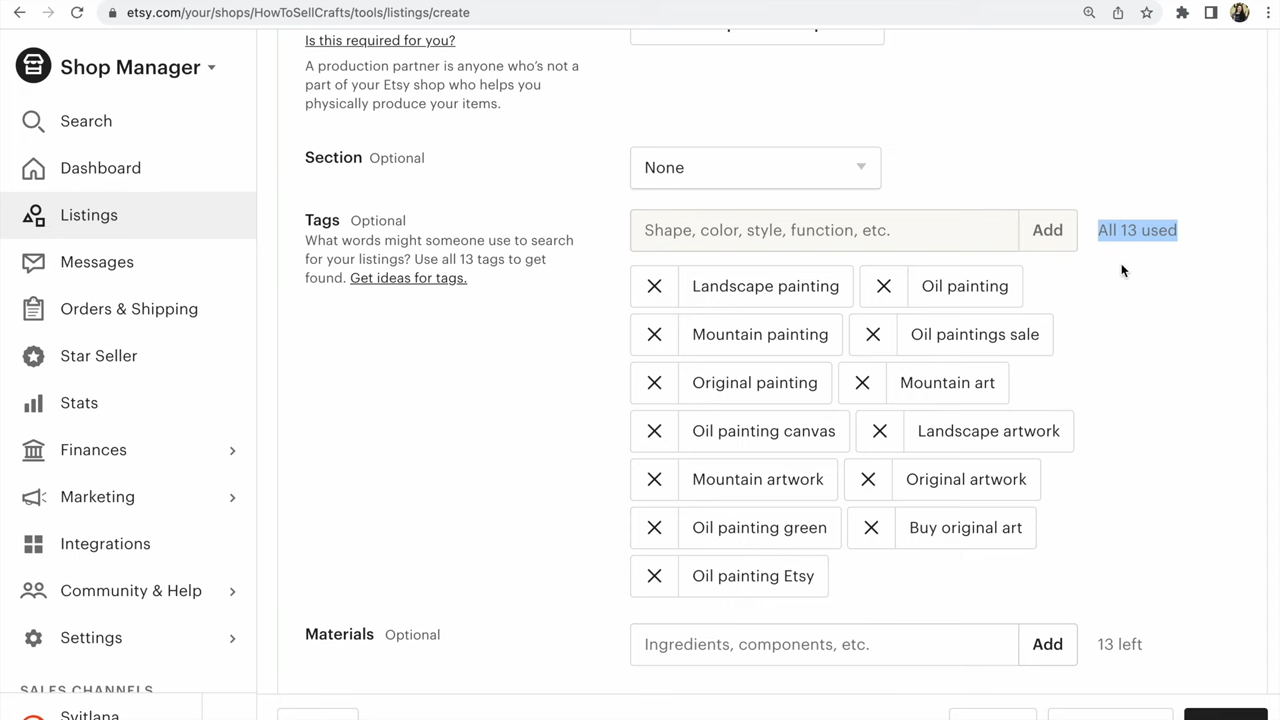 etsy.com/your/shops/HowToSellCrafts/tools/listings/create
Shop Manager
Search
Dashboard
Listings
Messages
Orders & Shipping
Star Seller
Stats
Finances
Marketing
Integrations
Community & Help
Settings
SALES CHANNELS
Svitlana
Is this required for you?
A production partner is anyone who's not a
part of your Etsy shop who helps you
physically produce your items.
Section Optional
None
Tags Optional
What words might someone use to search
for your listings? Use all 13 tags to get
found. Get ideas for tags.
Shape, color, style, function, etc. Add All 13 used
Landscape painting Oil painting
Mountain painting Oil paintings sale
Original painting Mountain art
Oil painting canvas Landscape artwork
Mountain artwork Original artwork
Oil painting green Buy original art
Oil painting Etsy
Materials Optional
Ingredients, components, etc. Add 13 left